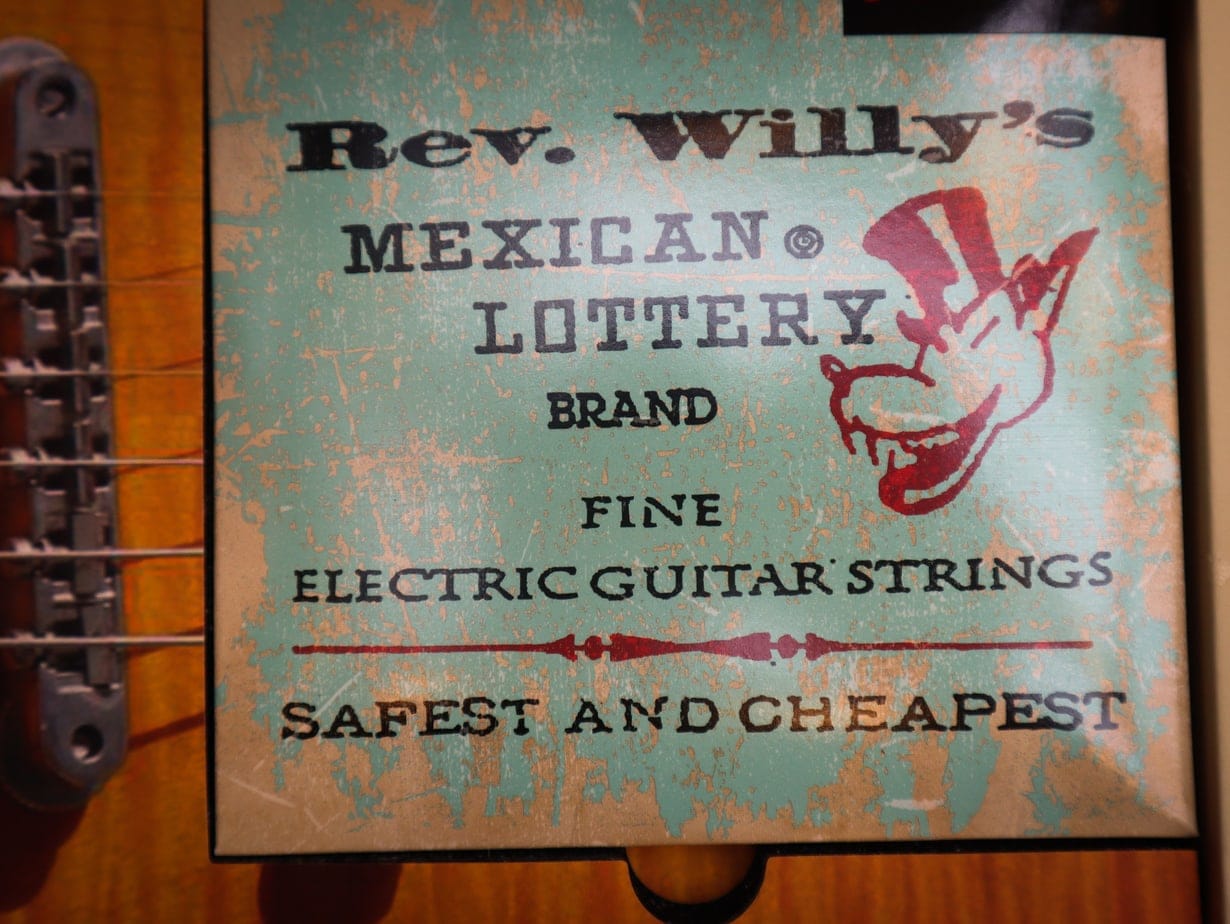 Rev. Willy's
MEXICAN ®
LOTTERY
BRAND
FINE
ELECTRIC GUITAR STRINGS
SAFEST AND CHEAPEST